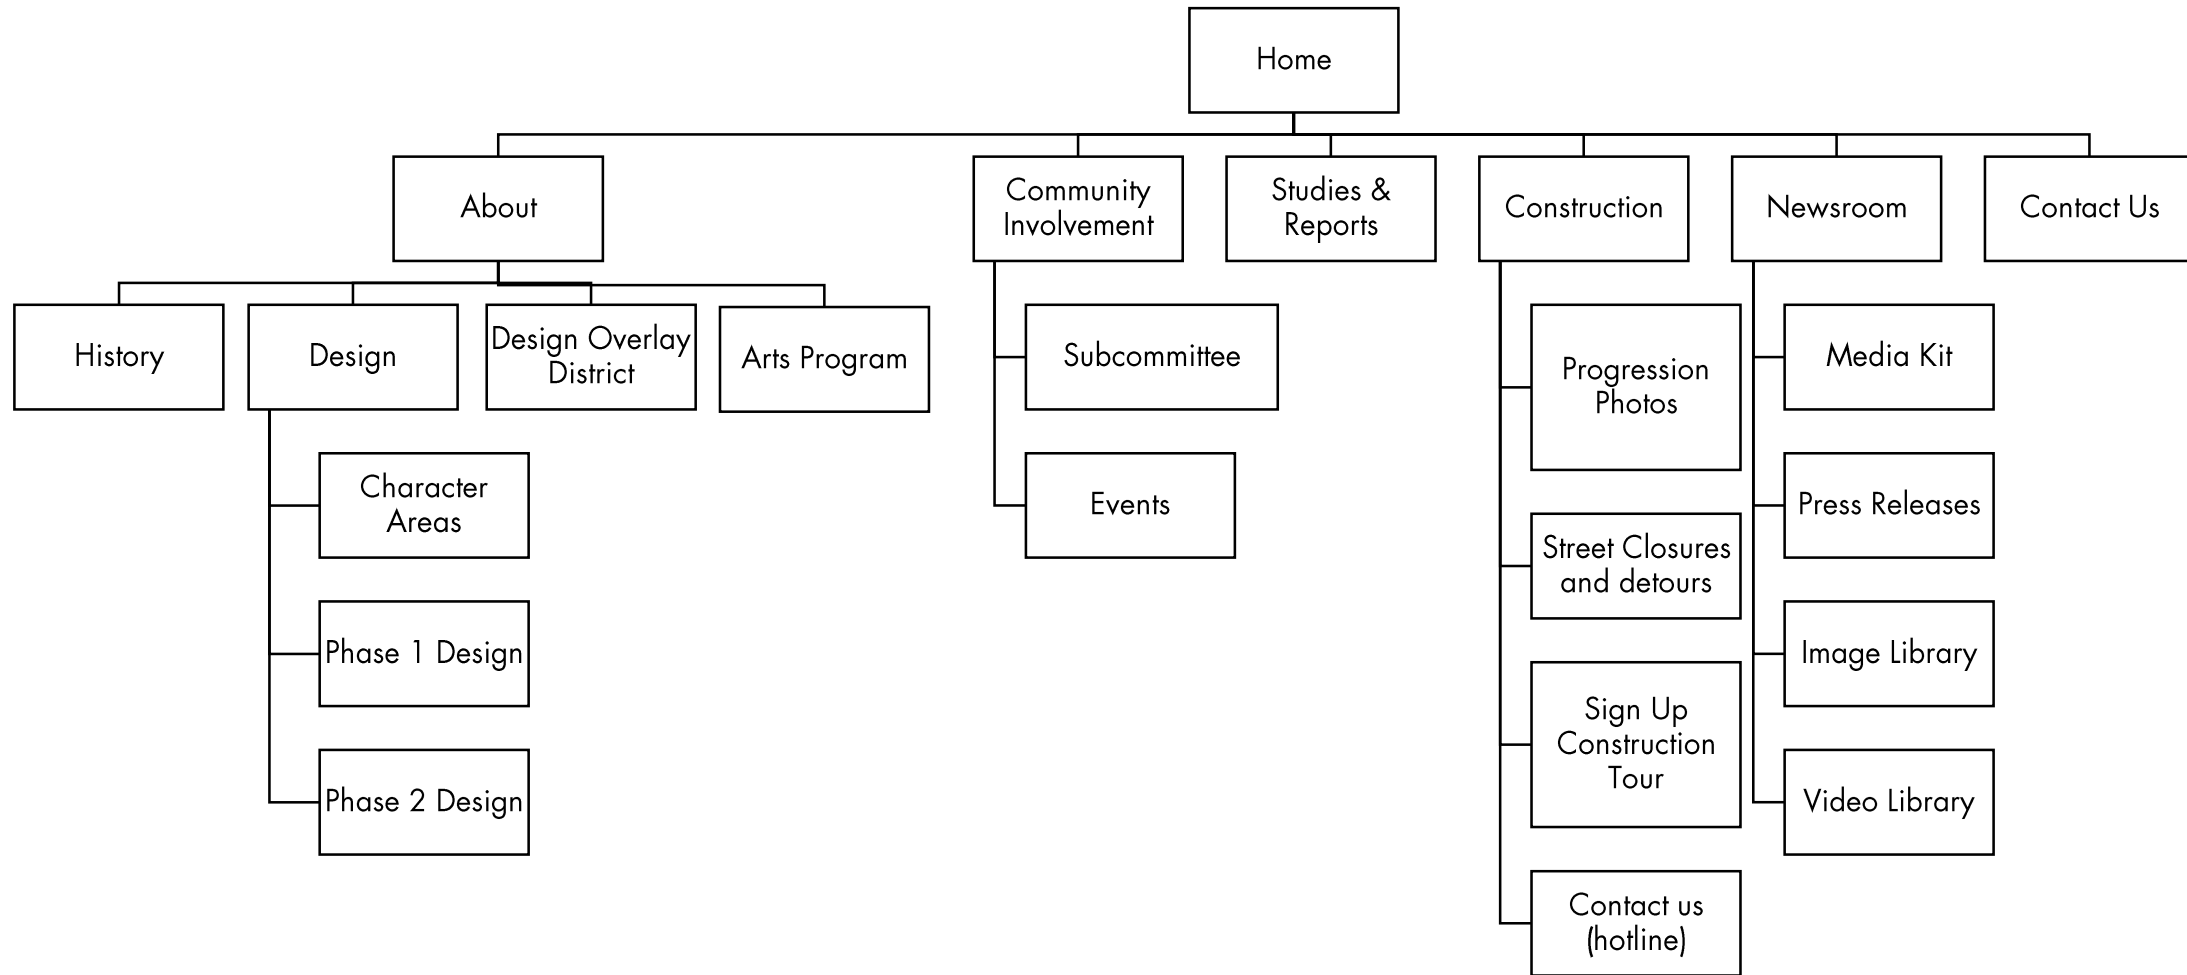 Home
About
Community
Involvement
Studies &
Reports
Construction
Newsroom
Contact Us
History
Design
Design Overlay
District
Arts Program
Character
Areas
Phase 1 Design
Phase 2 Design
Subcommittee
Events
Progression
Photos
Street Closures
and detours
Sign Up
Construction
Tour
Contact us
(hotline)
Media Kit
Press Releases
Image Library
Video Library